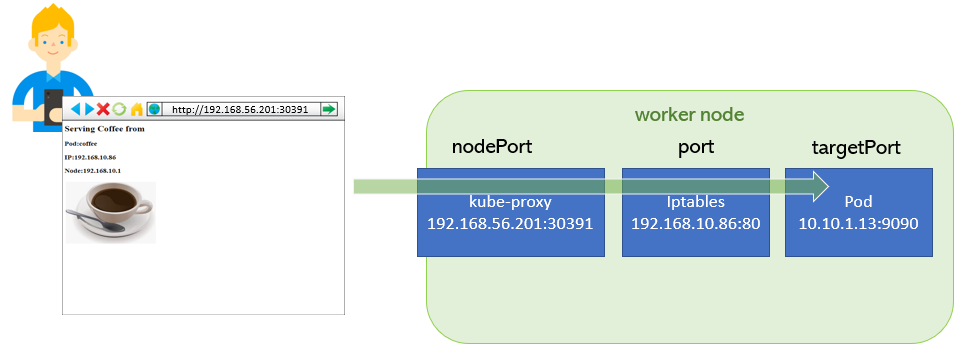 http://192.168.56.201:30391
Serving Coffee from
Pod:coffee
IP:192.168.10.86
Node:192.168.10.1
worker node
nodePort
port
targetPort
kube-proxy
192.168.56.201:30391
Iptables
192.168.10.86:80
Pod
10.10.1.13:9090